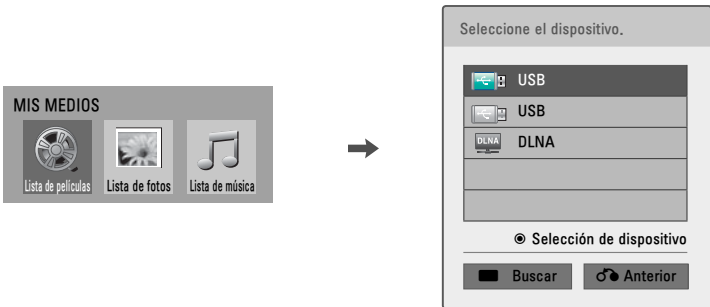 MIS MEDIOS
Lista de películas
Lista de fotos
Lista de música
Seleccione el dispositivo.
USB
USB
DLNA DLNA
Selección de dispositivo
Buscar
Anterior